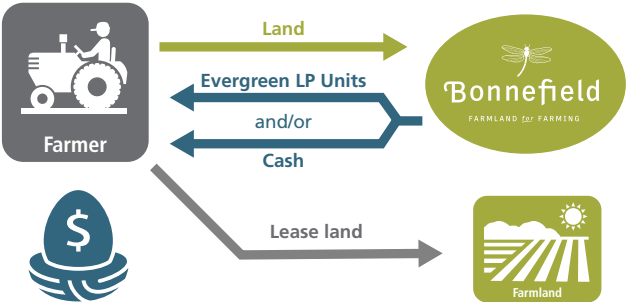 Land
Evergreen LP Units
and/or
Cash
Farmer
Bonnefield
FARMLAND for FARMING
$
Lease land
Farmland